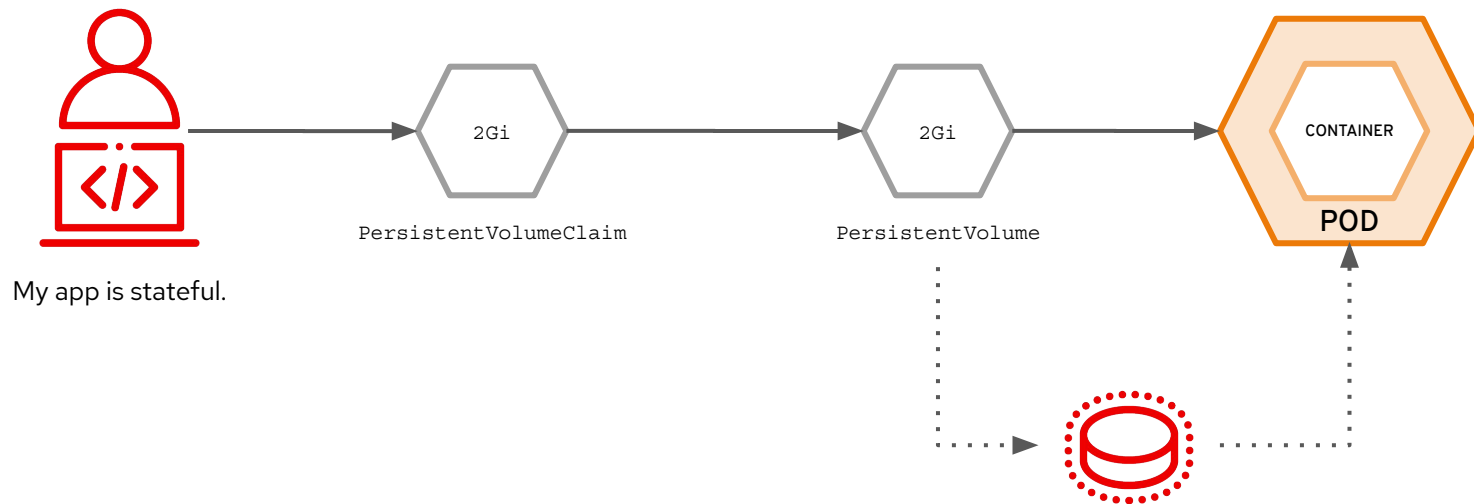 2Gi
2Gi
CONTAINER
POD
PersistentVolumeClaim
PersistentVolume
My app is stateful.